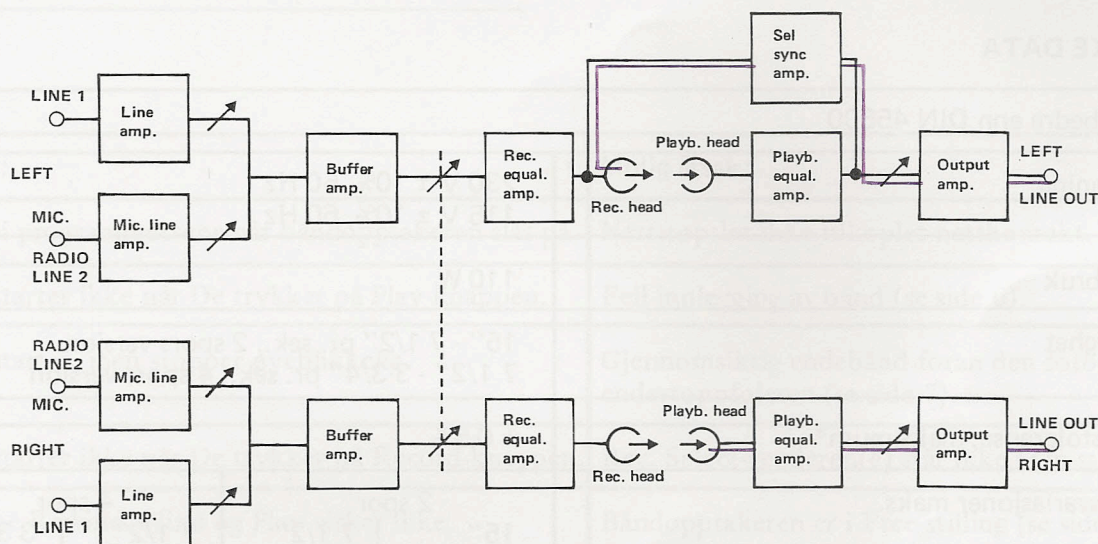 LINE 1
LEFT
MIC.
RADIO
LINE 2
Line
amp.
Mic. line
amp.
Buffer
amp.
Rec.
equal.
amp.
Rec. head
Playb. head
Sel
sync
amp.
Playb.
equal.
amp.
Output
amp.
LEFT
LINE OUT
RADIO
LINE2
MIC.
RIGHT
LINE 1
Mic. line
amp.
Line
amp.
Buffer
amp.
Rec.
equal.
amp.
Rec. head
Playb. head
Playb.
equal.
amp.
Output
amp.
LINE OUT
RIGHT